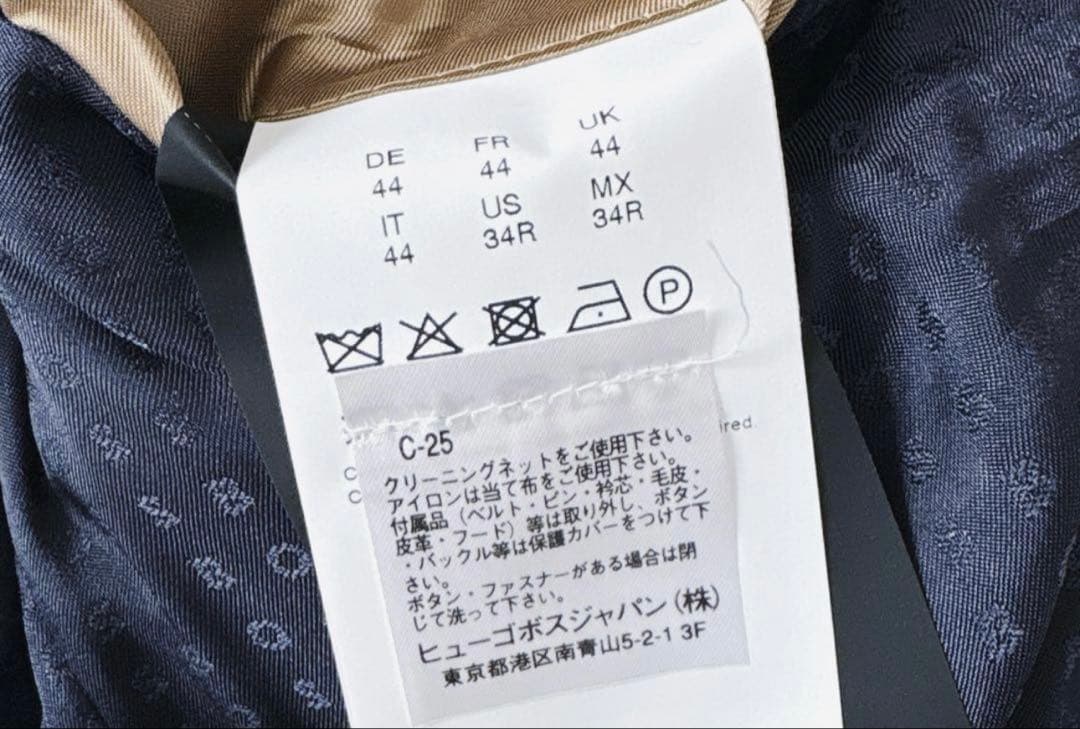 DE FR UK
44 44 44
IT US MX
44 34R 34R
P
ired.
C
C
C-25
クリーニングネットをご使用下さい。
アイロンは当て布をご使用下さい。
付属品（ベルト・ピン・衿芯・毛皮・
皮革・フード）等は取り外し、ボタン
・バックル等は保護カバーをつけて下
さい。
ボタン・ファスナーがある場合は閉
じて洗って下さい。
ヒューゴボスジャパン（株）
東京都港区南青山5-2-1 3F